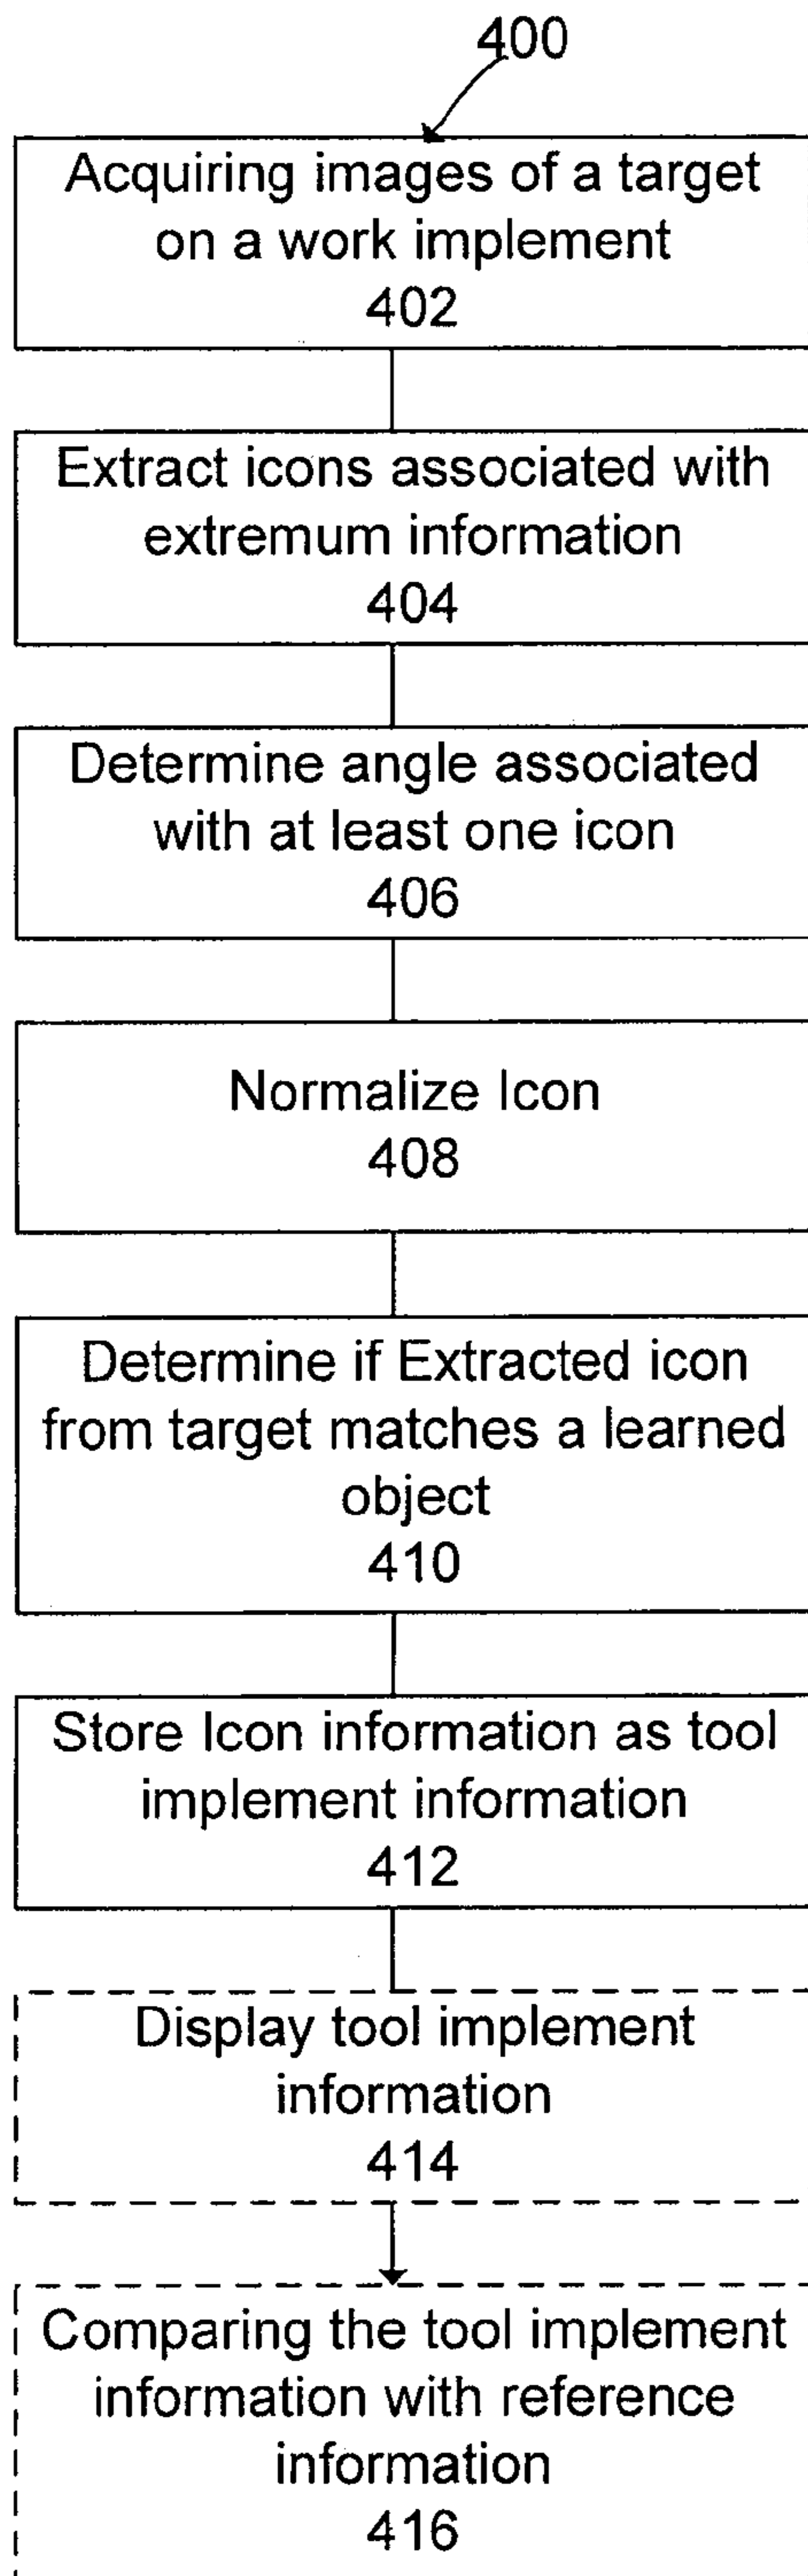 400
Acquiring images of a target
on a work implement
402
Extract icons associated with
extremum information
404
Determine angle associated
with at least one icon
406
Normalize Icon
408
Determine if Extracted icon
from target matches a learned
object
410
Store Icon information as tool
implement information
412
Display tool implement
information
414
Comparing the tool implement
information with reference
information
416